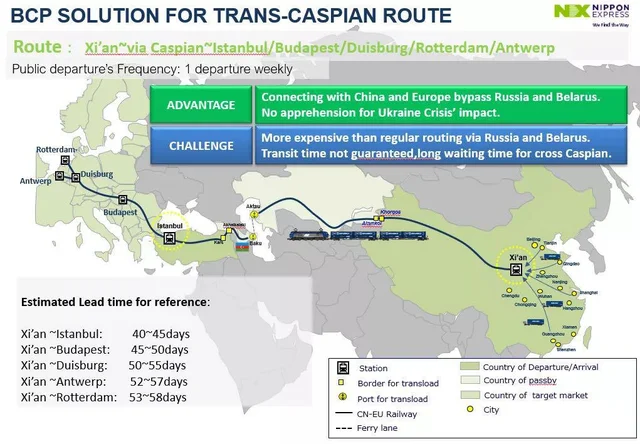 BCP SOLUTION FOR TRANS-CASPIAN ROUTE
NX NIPPON EXPRESS
We Find the Way
Route : Xi’an~via Caspian~Istanbul/Budapest/Duisburg/Rotterdam/Antwerp
Public departure’s Frequency: 1 departure weekly
ADVANTAGE
Connecting with China and Europe bypass Russia and Belarus.
No apprehension for Ukraine Crisis’ impact.
CHALLENGE
More expensive than regular routing via Russia and Belarus.
Transit time not guaranteed,long waiting time for cross Caspian.
Rotterdam
Antwerp
Duisburg
Budapest
Istanbul
Kars
Baku
Aktau
Khorgos
Altynkol
Xi’an
Beijing
Tianjin
Qingdao
Zhengzhou
Nanjing
Shanghai
Chengdu
Wuhan
Chongqing
Hangzhou
Xiamen
Guangzhou
Shenzhen
Estimated Lead time for reference:
Xi’an ~Istanbul: 40~45days
Xi’an ~Budapest: 45~50days
Xi’an ~Duisburg: 50~55days
Xi’an ~Antwerp: 52~57days
Xi’an ~Rotterdam: 53~58days
Station
Border for transload
Port for transload
CN-EU Railway
Ferry lane
Country of Departure/Arrival
Country of passby
Country of target market
City